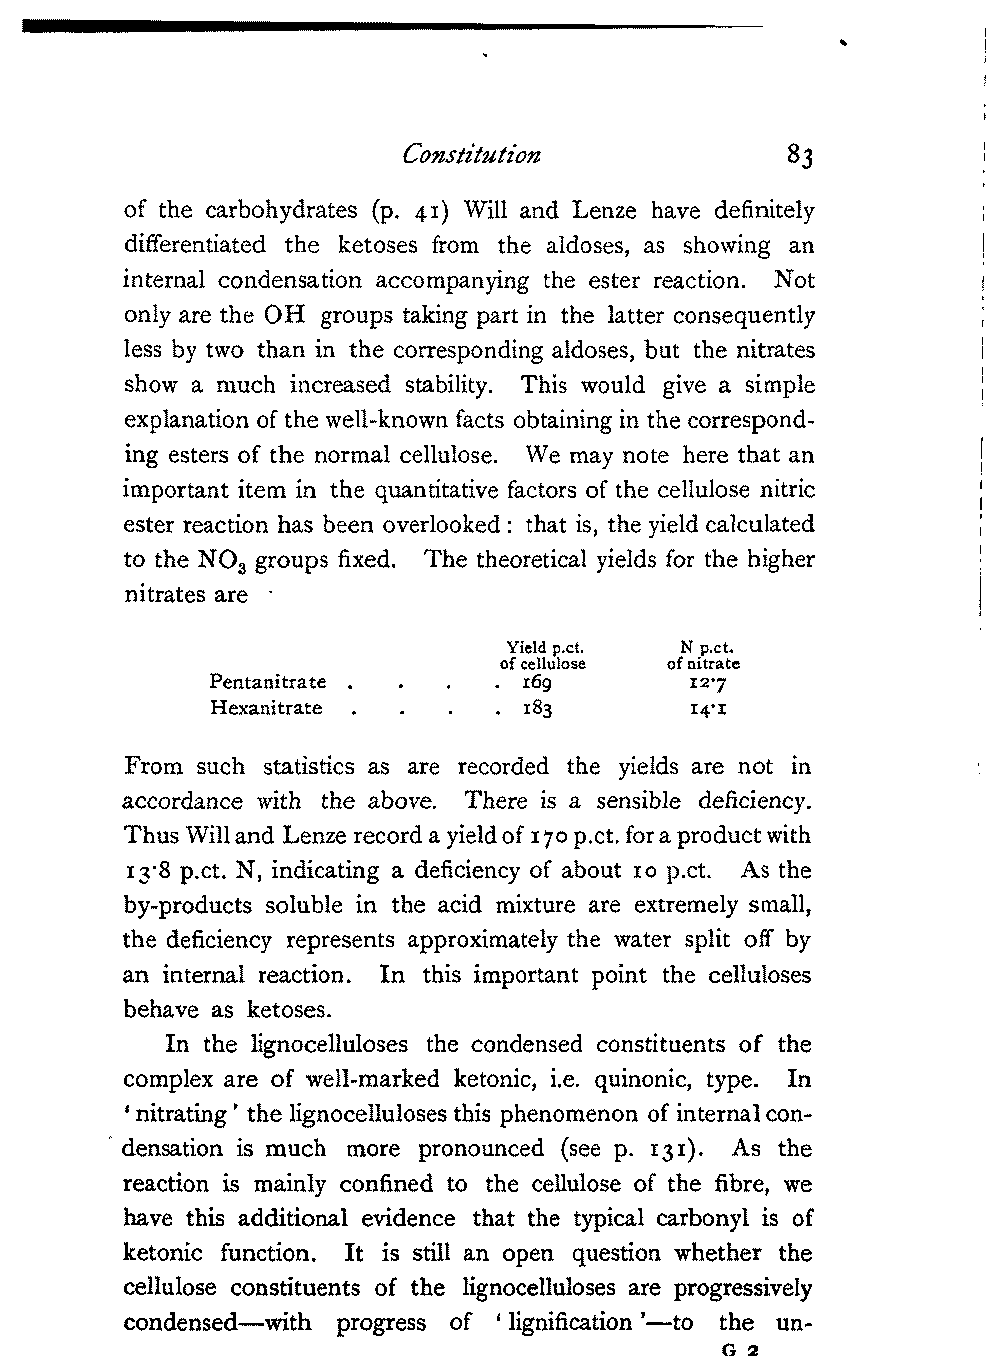 Constitution 83
of the carbohydrates (p. 41) Will and Lenze have definitely
differentiated the ketoses from the aldoses, as showing an
internal condensation accompanying the ester reaction. Not
only are the OH groups taking part in the latter consequently
less by two than in the corresponding aldoses, but the nitrates
show a much increased stability. This would give a simple
explanation of the well-known facts obtaining in the correspond-
ing esters of the normal cellulose. We may note here that an
important item in the quantitative factors of the cellulose nitric
ester reaction has been overlooked: that is, the yield calculated
to the NO₃ groups fixed. The theoretical yields for the higher
nitrates are
Yield p.ct. N p.ct.
of cellulose of nitrate
Pentanitrate . . . . 169 12·7
Hexanitrate . . . . 183 14·1
From such statistics as are recorded the yields are not in
accordance with the above. There is a sensible deficiency.
Thus Will and Lenze record a yield of 170 p.ct. for a product with
13·8 p.ct. N, indicating a deficiency of about 10 p.ct. As the
by-products soluble in the acid mixture are extremely small,
the deficiency represents approximately the water split off by
an internal reaction. In this important point the celluloses
behave as ketoses.
In the lignocelluloses the condensed constituents of the
complex are of well-marked ketonic, i.e. quinonic, type. In
‘nitrating’ the lignocelluloses this phenomenon of internal con-
densation is much more pronounced (see p. 131). As the
reaction is mainly confined to the cellulose of the fibre, we
have this additional evidence that the typical carbonyl is of
ketonic function. It is still an open question whether the
cellulose constituents of the lignocelluloses are progressively
condensed—with progress of ‘lignification’—to the un-
G 2